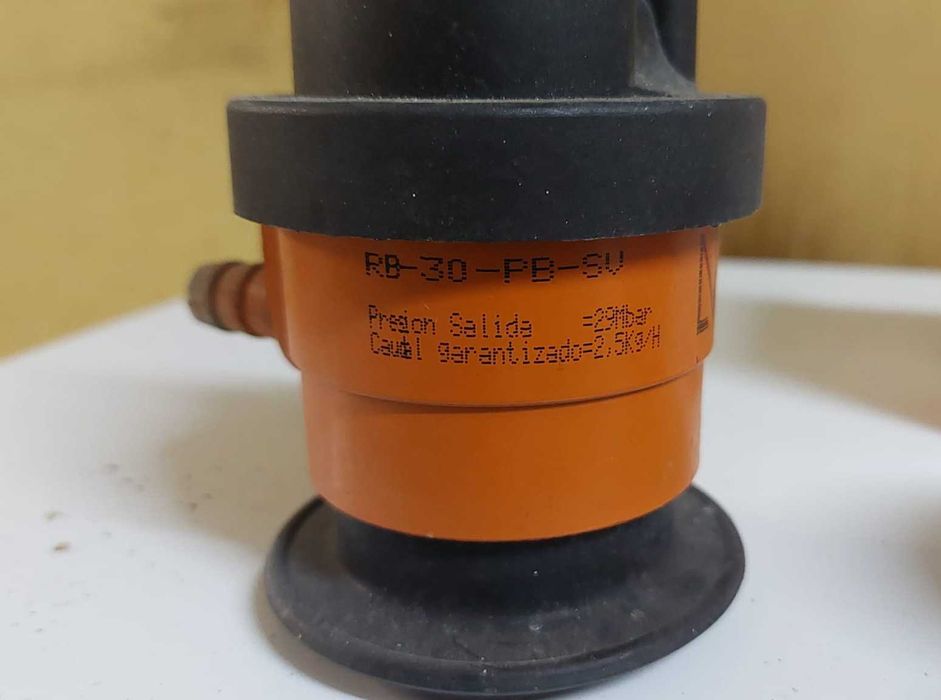 RB-30-PB-SV
Presion Salida =29Mbar
Caudal garantizado=2,5Kg/H